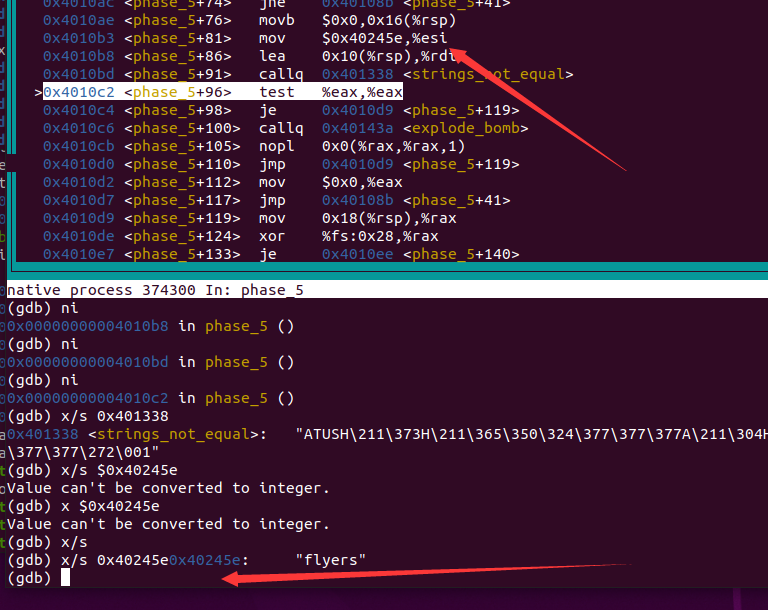 0x4010ac <phase_5+74> jne 0x40108b <phase_5+41>
0x4010ae <phase_5+76> movb $0x0,0x16(%rsp)
0x4010b3 <phase_5+81> mov $0x40245e,%esi
0x4010b8 <phase_5+86> lea 0x10(%rsp),%rdi
0x4010bd <phase_5+91> callq 0x401338 <strings_not_equal>
>0x4010c2 <phase_5+96> test %eax,%eax
0x4010c4 <phase_5+98> je 0x4010d9 <phase_5+119>
0x4010c6 <phase_5+100> callq 0x40143a <explode_bomb>
0x4010cb <phase_5+105> nopl 0x0(%rax,%rax,1)
0x4010d0 <phase_5+110> jmp 0x4010d9 <phase_5+119>
0x4010d2 <phase_5+112> mov $0x0,%eax
0x4010d7 <phase_5+117> jmp 0x40108b <phase_5+41>
0x4010d9 <phase_5+119> mov 0x18(%rsp),%rax
0x4010de <phase_5+124> xor %fs:0x28,%rax
0x4010e7 <phase_5+133> je 0x4010ee <phase_5+140>
native process 374300 In: phase_5
(gdb) ni
0x00000000004010b8 in phase_5 ()
(gdb) ni
0x00000000004010bd in phase_5 ()
(gdb) ni
0x00000000004010c2 in phase_5 ()
(gdb) x/s 0x401338
0x401338 <strings_not_equal>: "ATUSH\211\373H\211\365\350\324\377\377\377A\211\304H
\377\377\272\001"
(gdb) x/s $0x40245e
Value can't be converted to integer.
(gdb) x $0x40245e
Value can't be converted to integer.
(gdb) x/s
(gdb) x/s 0x40245e0x40245e: "flyers"
(gdb)